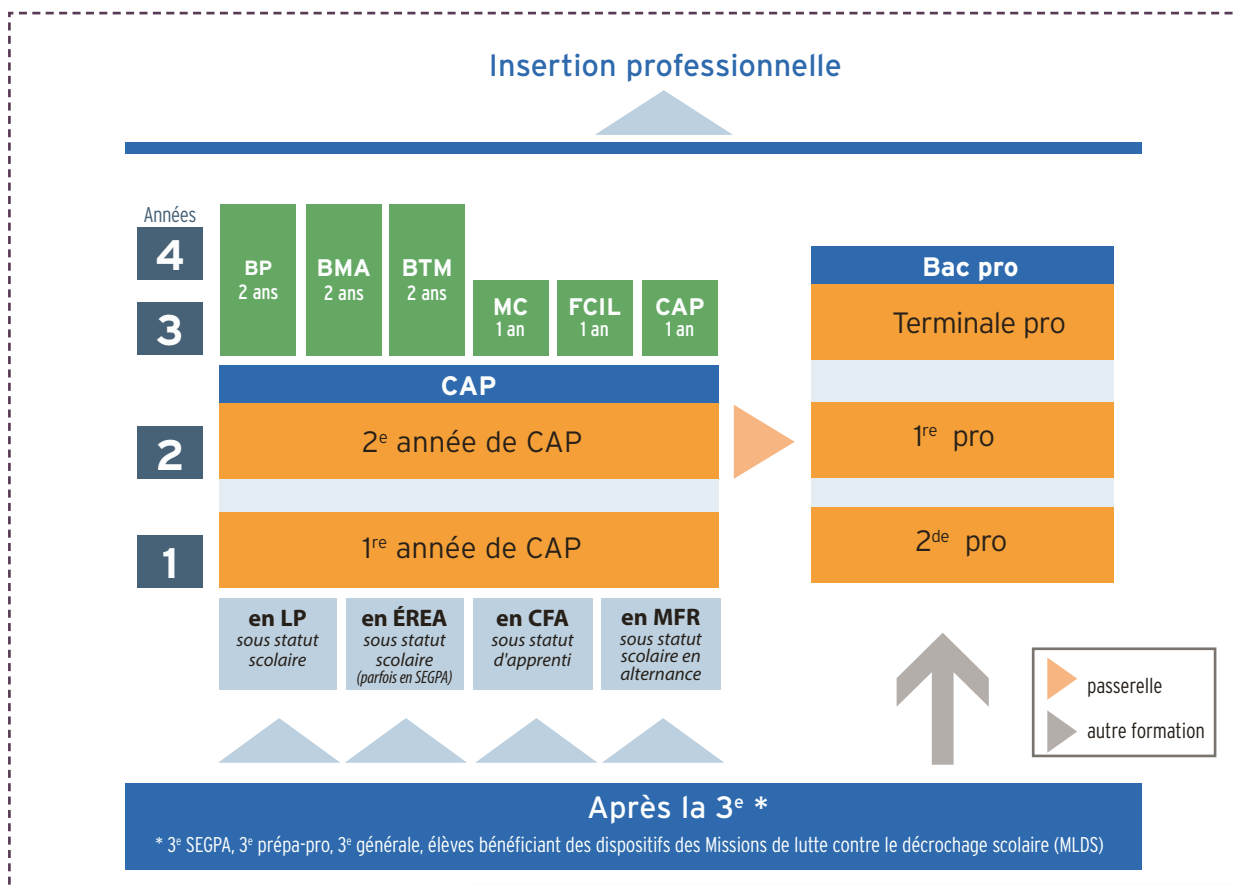 Insertion professionnelle
Années
4
3
2
1
BP
2 ans
BMA
2 ans
BTM
2 ans
MC
1 an
FCIL
1 an
CAP
1 an
CAP
2e année de CAP
1re année de CAP
Bac pro
Terminale pro
1re pro
2de pro
en LP
sous statut
scolaire
en ÉREA
sous statut
scolaire
(parfois en SEGPA)
en CFA
sous statut
d'apprenti
en MFR
sous statut
scolaire en
alternance
passerelle
autre formation
Après la 3e *
* 3e SEGPA, 3e prépa-pro, 3e générale, élèves bénéficiant des dispositifs des Missions de lutte contre le décrochage scolaire (MLDS)